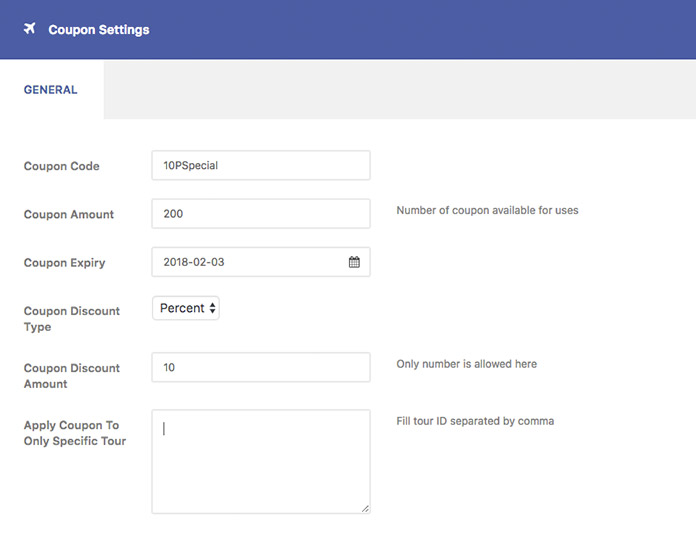 Coupon Settings
GENERAL
Coupon Code
10PSpecial
Coupon Amount
200
Number of coupon available for uses
Coupon Expiry
2018-02-03
Coupon Discount
Type
Percent
Coupon Discount
Amount
10
Only number is allowed here
Apply Coupon To
Only Specific Tour
Fill tour ID separated by comma